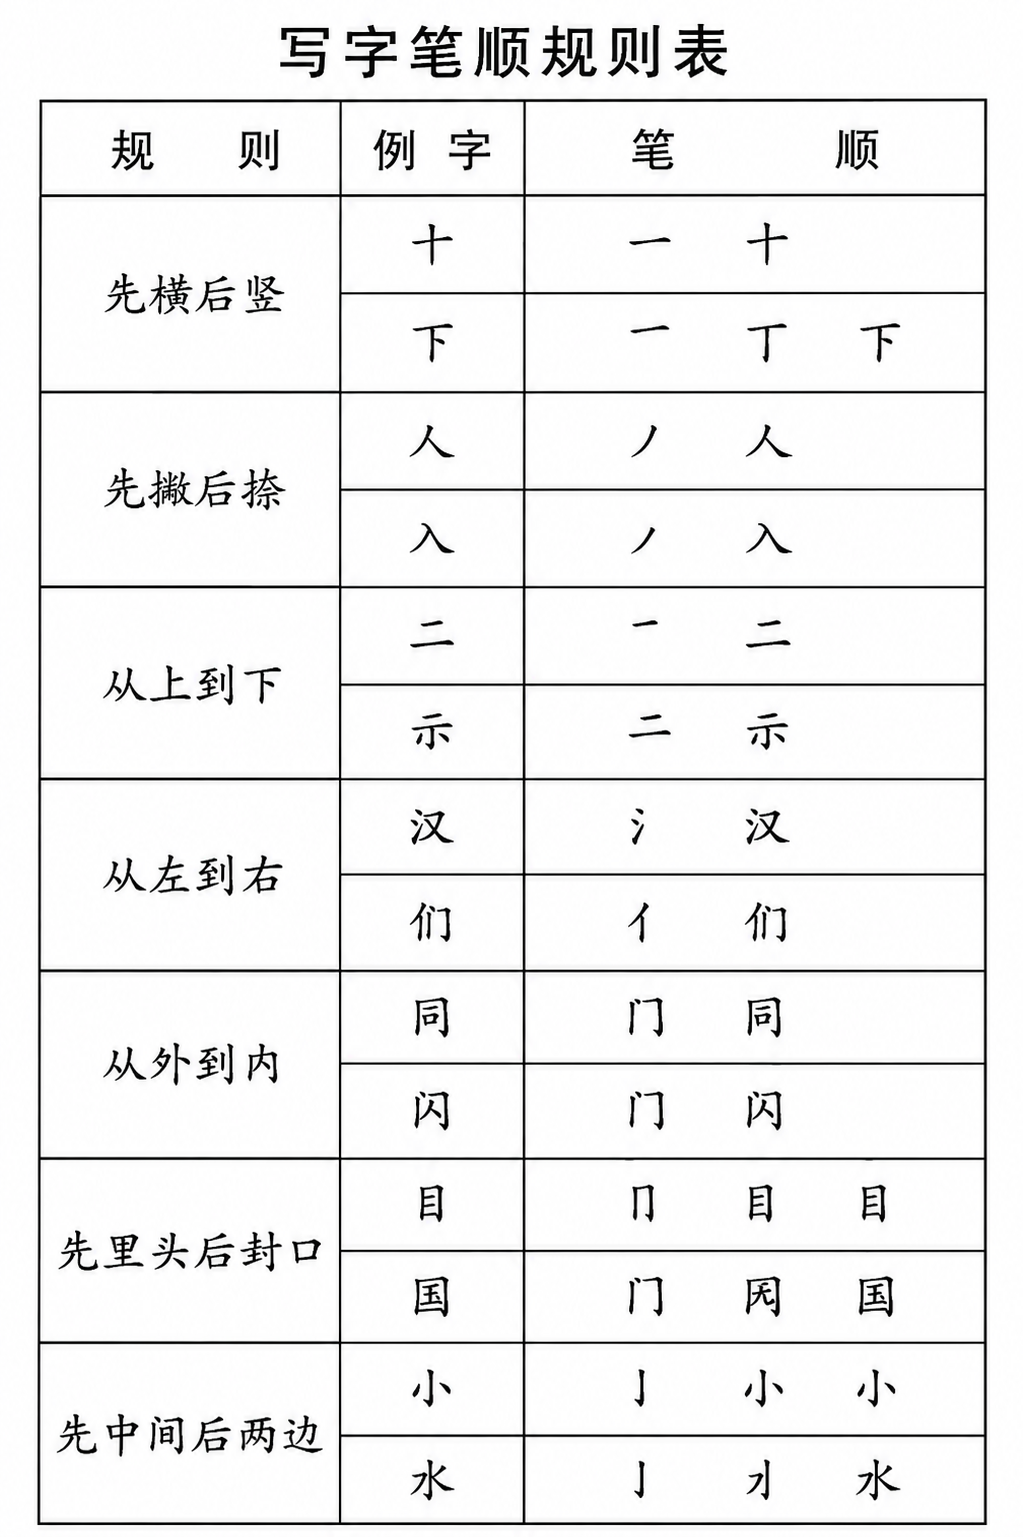 写字笔顺规则表
规 则 例 字 笔 顺
先横后竖
十 一 十
下 一 丅 下
先撇后捺
人 丿 人
入 丿 入
从上到下
二 一 二
示 二 示
从左到右
汉 氵 汉
们 亻 们
从外到内
同 门 同
闪 门 闪
先里头后封口
目 冂 目 目
国 门 国
先中间后两边
小 亅 小 小
水 亅 水